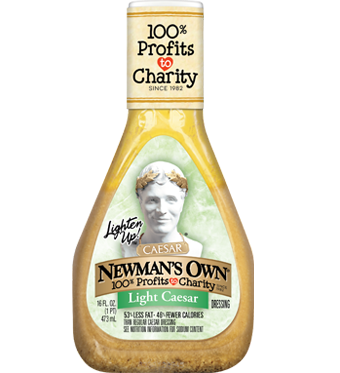 100%
Profits
to
Charity
SINCE 1982
Lighten
Up!
CAESAR
NEWMAN'S OWN
100% Profits to Charity
Light Caesar
16 FL. OZ.
(1 PT)
473 mL
DRESSING
53% LESS FAT • 46% FEWER CALORIES
THAN REGULAR CAESAR DRESSING
SEE NUTRITION INFORMATION FOR SODIUM CONTENT